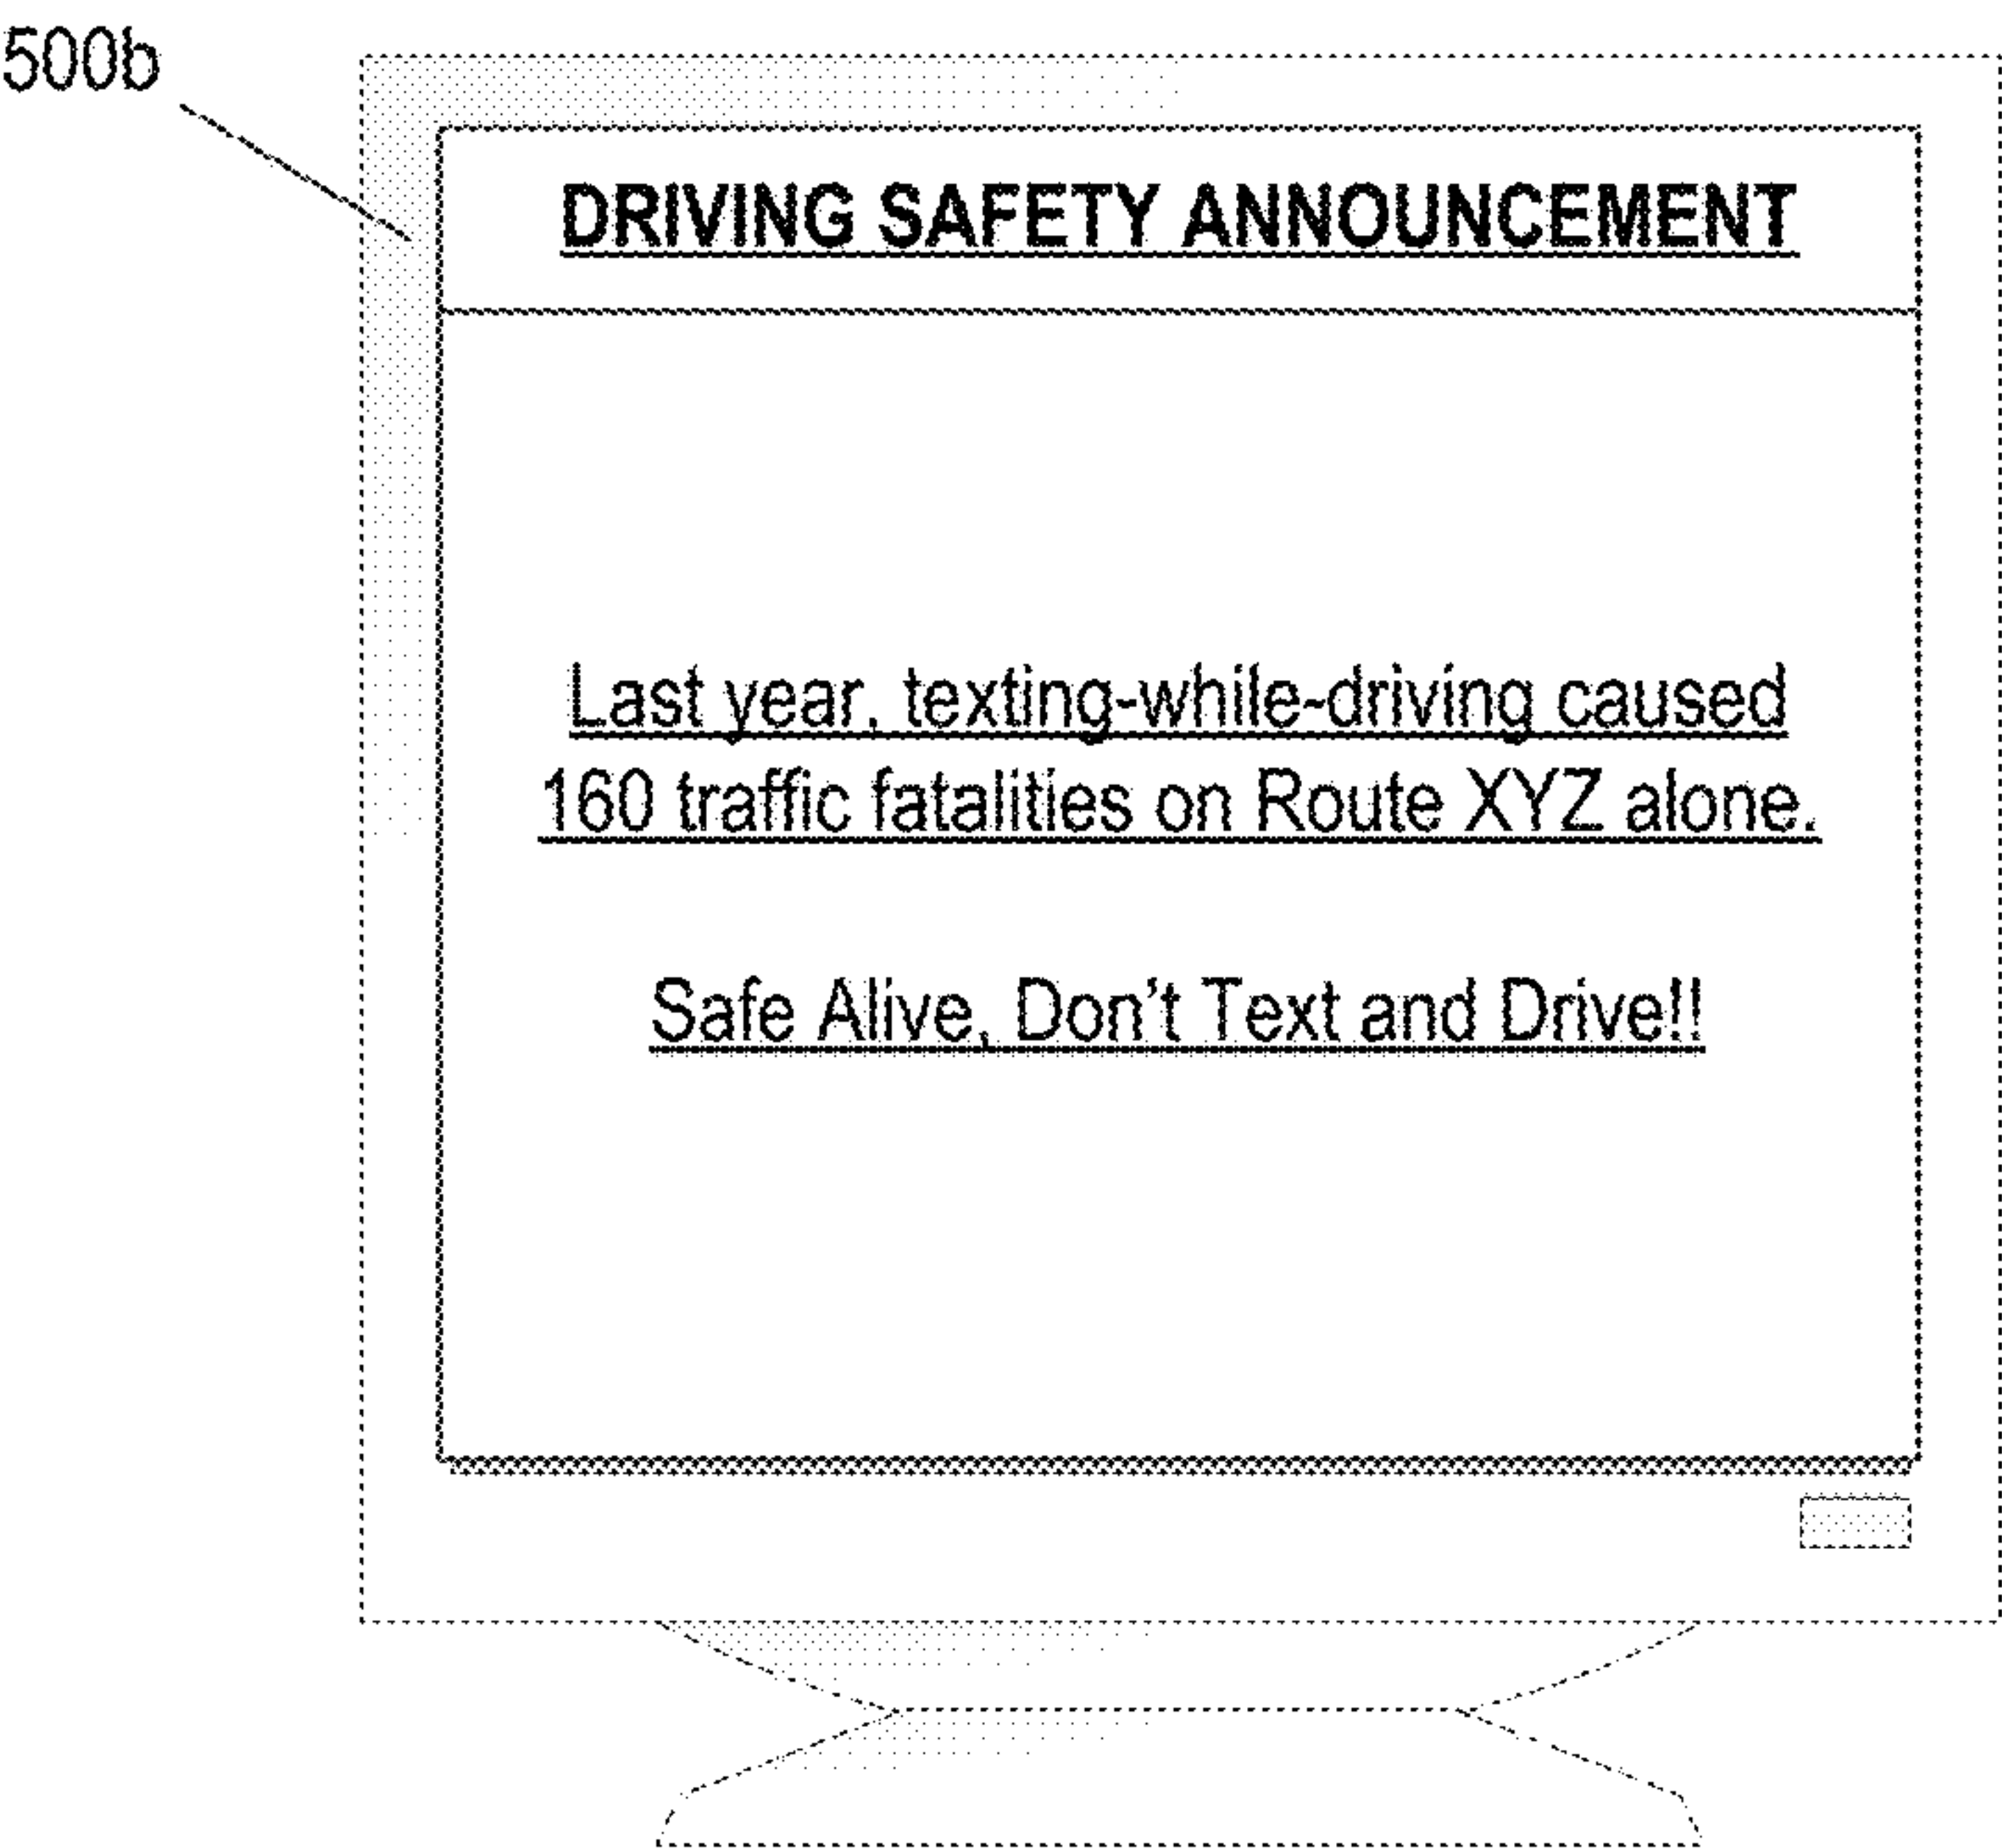 500b
DRIVING SAFETY ANNOUNCEMENT
Last year, texting-while-driving caused
160 traffic fatalities on Route XYZ alone.
Safe Alive, Don't Text and Drive!!